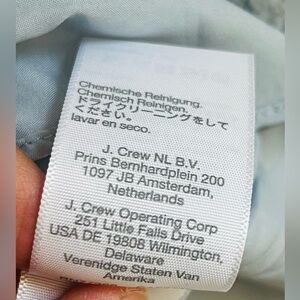 Chemische Reinigung.
Chemisch Reinigen.
ドライクリーニングをして
ください。
lavar en seco.
J. Crew NL B.V.
Prins Bernhardplein 200
1097 JB Amsterdam,
Netherlands
J. Crew Operating Corp
251 Little Falls Drive
USA DE 19808 Wilmington,
Delaware
Verenidge Staten Van
Amerika